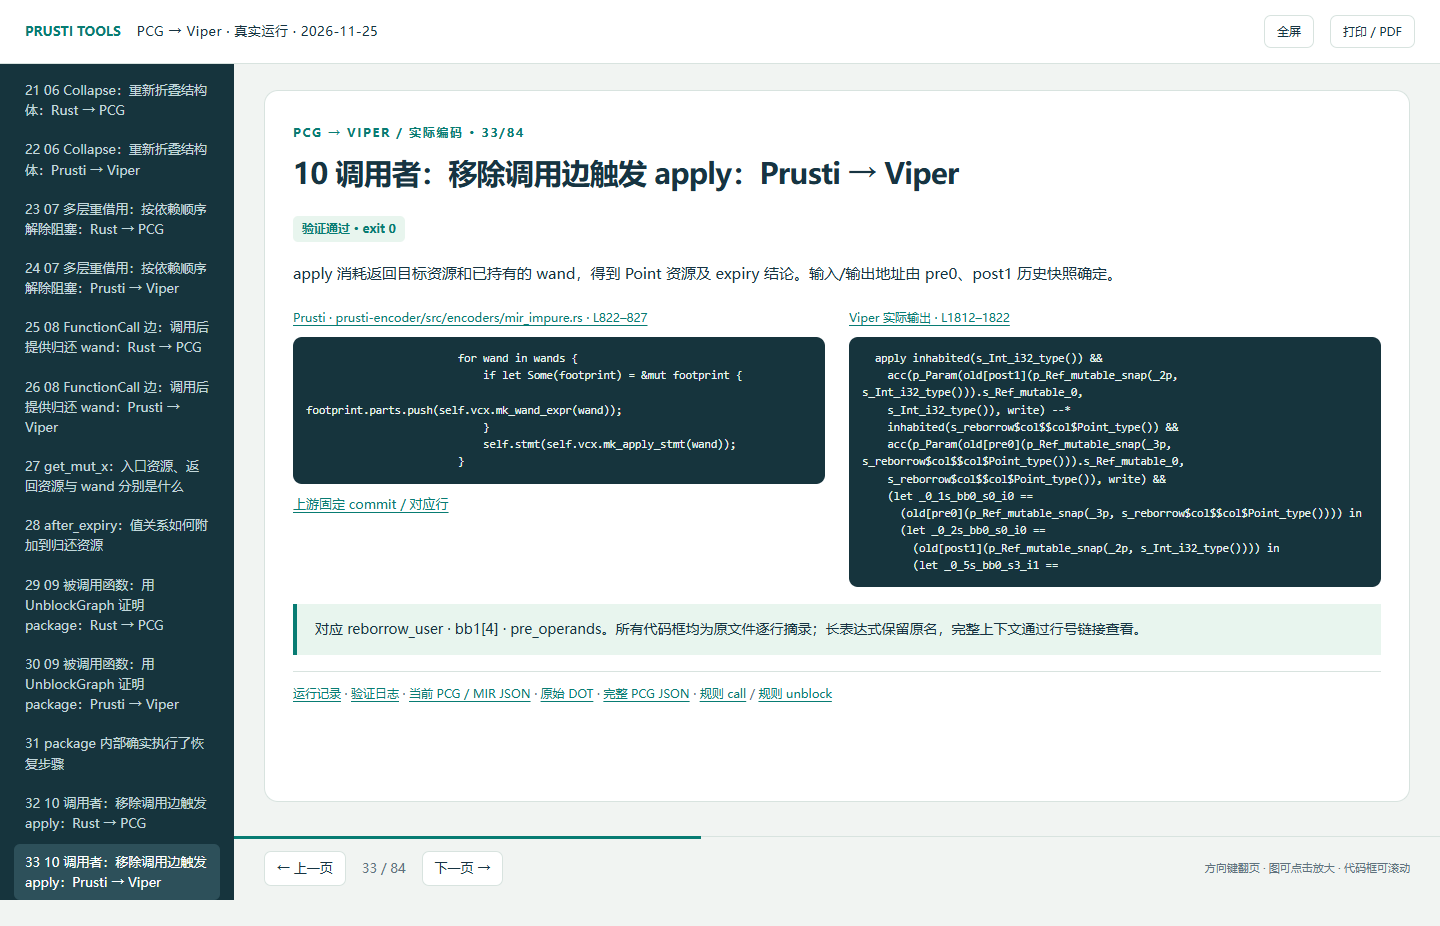 PRUSTI TOOLS PCG → Viper · 真实运行 · 2026-11-25
全屏
打印 / PDF
21 06 Collapse：重新折叠结构
体：Rust → PCG
22 06 Collapse：重新折叠结构
体：Prusti → Viper
23 07 多层重借用：按依赖顺序
解除阻塞：Rust → PCG
24 07 多层重借用：按依赖顺序
解除阻塞：Prusti → Viper
25 08 FunctionCall 边：调用后
提供归还 wand：Rust → PCG
26 08 FunctionCall 边：调用后
提供归还 wand：Prusti →
Viper
27 get_mut_x：入口资源、返
回资源与 wand 分别是什么
28 after_expiry：值关系如何附
加到归还资源
29 09 被调用函数：用
UnblockGraph 证明
package：Rust → PCG
30 09 被调用函数：用
UnblockGraph 证明
package：Prusti → Viper
31 package 内部确实执行了恢
复步骤
32 10 调用者：移除调用边触发
apply：Rust → PCG
33 10 调用者：移除调用边触发
apply：Prusti → Viper
PCG → VIPER / 实际编码 • 33/84
10 调用者：移除调用边触发 apply：Prusti → Viper
验证通过 • exit 0
apply 消耗返回目标资源和已持有的 wand，得到 Point 资源及 expiry 结论。输入/输出地址由 pre0、post1 历史快照确定。
Prusti · prusti-encoder/src/encoders/mir_impure.rs · L822–827
for wand in wands {
if let Some(footprint) = &mut footprint {
footprint.parts.push(self.vcx.mk_wand_expr(wand));
}
self.stmt(self.vcx.mk_apply_stmt(wand));
}
上游固定 commit / 对应行
Viper 实际输出 · L1812–1822
apply inhabited(s_Int_i32_type()) &&
acc(p_Param(old[post1](p_Ref_mutable_snap(_2p,
s_Int_i32_type())).s_Ref_mutable_0,
s_Int_i32_type()), write) --*
inhabited(s_reborrow$col$$col$Point_type()) &&
acc(p_Param(old[pre0](p_Ref_mutable_snap(_3p,
s_reborrow$col$$col$Point_type())).s_Ref_mutable_0,
s_reborrow$col$$col$Point_type()), write) &&
(let _0_1s_bb0_s0_i0 ==
(old[pre0](p_Ref_mutable_snap(_3p, s_reborrow$col$$col$Point_type()))) in
(let _0_2s_bb0_s0_i0 ==
(old[post1](p_Ref_mutable_snap(_2p, s_Int_i32_type()))) in
(let _0_5s_bb0_s3_i1 ==
对应 reborrow_user · bb1[4] · pre_operands。所有代码框均为原文件逐行摘录；长表达式保留原名，完整上下文通过行号链接查看。
运行记录 · 验证日志 · 当前 PCG / MIR JSON · 原始 DOT · 完整 PCG JSON · 规则 call / 规则 unblock
← 上一页
33 / 84
下一页 →
方向键翻页 · 图可点击放大 · 代码框可滚动